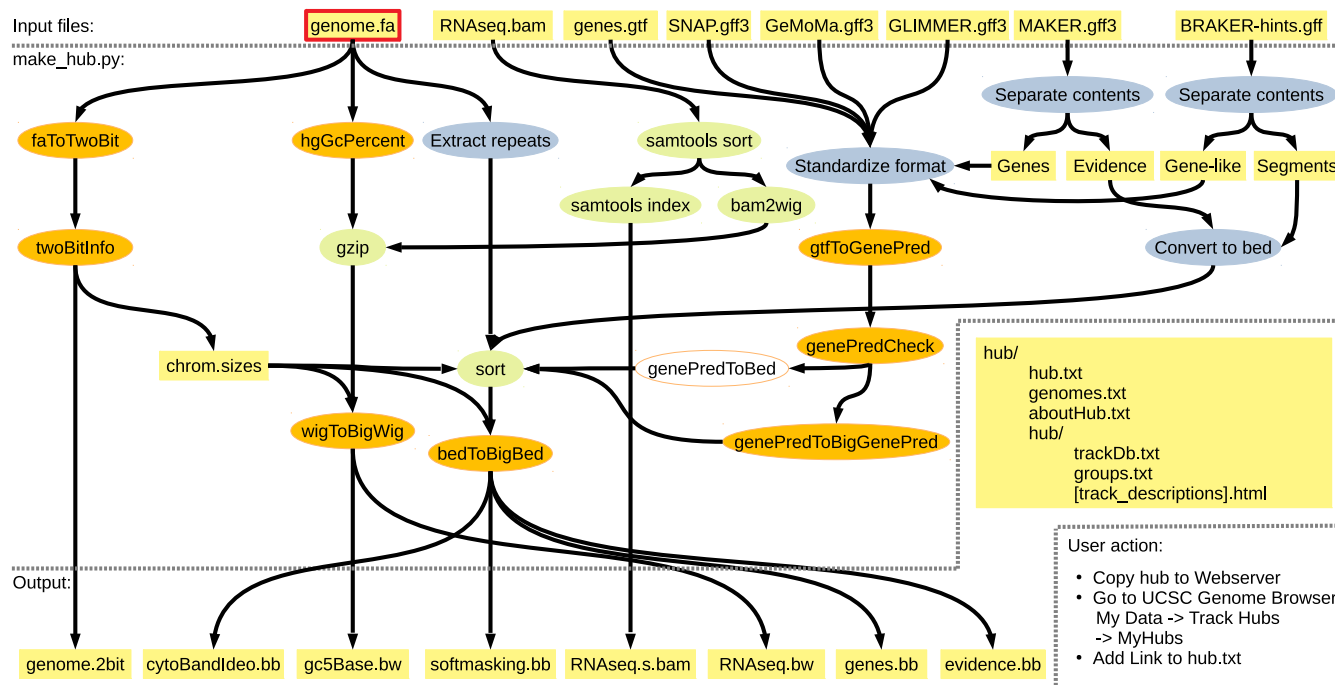 Input files:
genome.fa
RNAseq.bam
genes.gtf
SNAP.gff3
GeMoMa.gff3
GLIMMER.gff3
MAKER.gff3
BRAKER-hints.gff
make_hub.py:
Separate contents
Separate contents
faToTwoBit
hgGcPercent
Extract repeats
samtools sort
Standardize format
Genes
Evidence
Gene-like
Segments
samtools index
bam2wig
twoBitInfo
gzip
gtfToGenePred
Convert to bed
chrom.sizes
sort
genePredToBed
genePredCheck
wigToBigWig
bedToBigBed
genePredToBigGenePred
hub/
hub.txt
genomes.txt
aboutHub.txt
hub/
trackDb.txt
groups.txt
[track_descriptions].html
User action:
• Copy hub to Webserver
• Go to UCSC Genome Browser
My Data -> Track Hubs
-> MyHubs
• Add Link to hub.txt
Output:
genome.2bit
cytoBandIdeo.bb
gc5Base.bw
softmasking.bb
RNAseq.s.bam
RNAseq.bw
genes.bb
evidence.bb